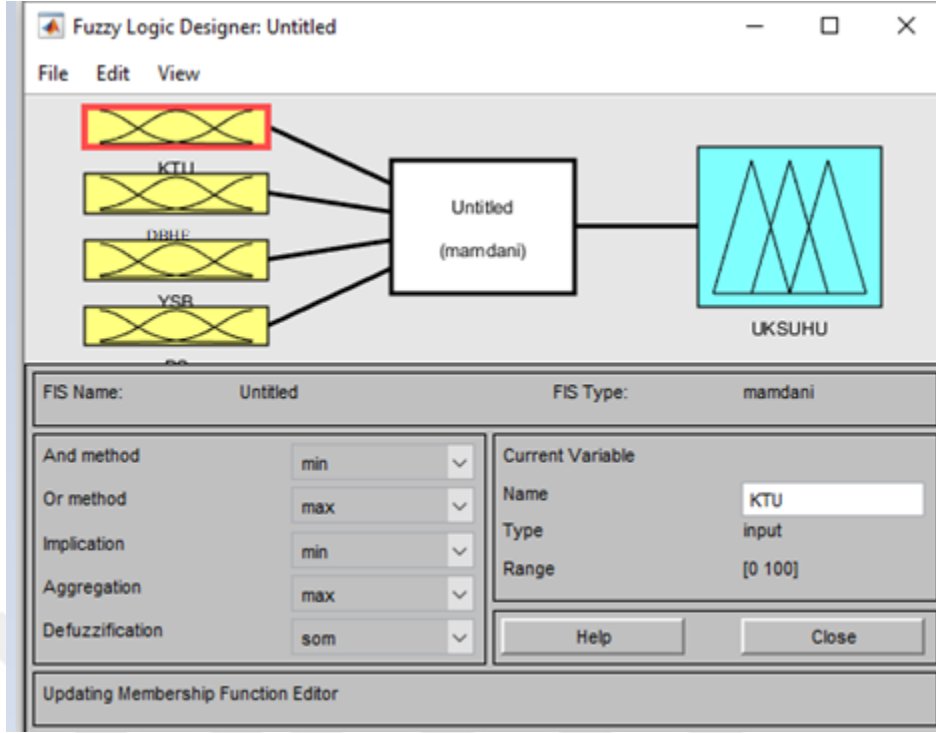 Fuzzy Logic Designer: Untitled
File Edit View
KTU
DBHE
YSB
Untitled
(mamdani)
UKSUHU
FIS Name: Untitled FIS Type: mamdani
And method min
Or method max
Implication min
Aggregation max
Defuzzification som
Current Variable
Name KTU
Type input
Range [0 100]
Help Close
Updating Membership Function Editor